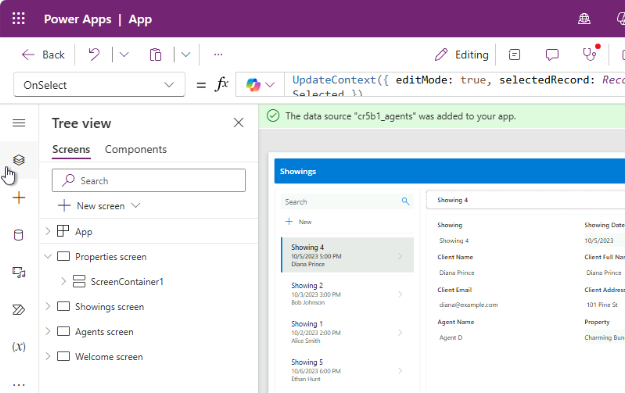 Power Apps | App
Back
Editing
OnSelect
= fx
UpdateContext({ editMode: true, selectedRecord: Reco
Selected })
Tree view
The data source "cr5b1_agents" was added to your app.
Screens Components
Search
New screen
App
Properties screen
ScreenContainer1
Showings screen
Agents screen
Welcome screen
(x)
Showings
Search
New
Showing 4
10/5/2023 5:00 PM
Diana Prince
Showing 2
10/3/2023 3:00 PM
Bob Johnson
Showing 1
10/2/2023 2:00 PM
Alice Smith
Showing 5
10/6/2023 6:00 PM
Ethan Hunt
Showing 4
Showing Showing Date
Showing 4 10/5/2023
Client Name Client Full Nam
Diana Prince Diana Prince
Client Email Client Address
diana@example.com 101 Pine St
Agent Name Property
Agent D Charming Bun